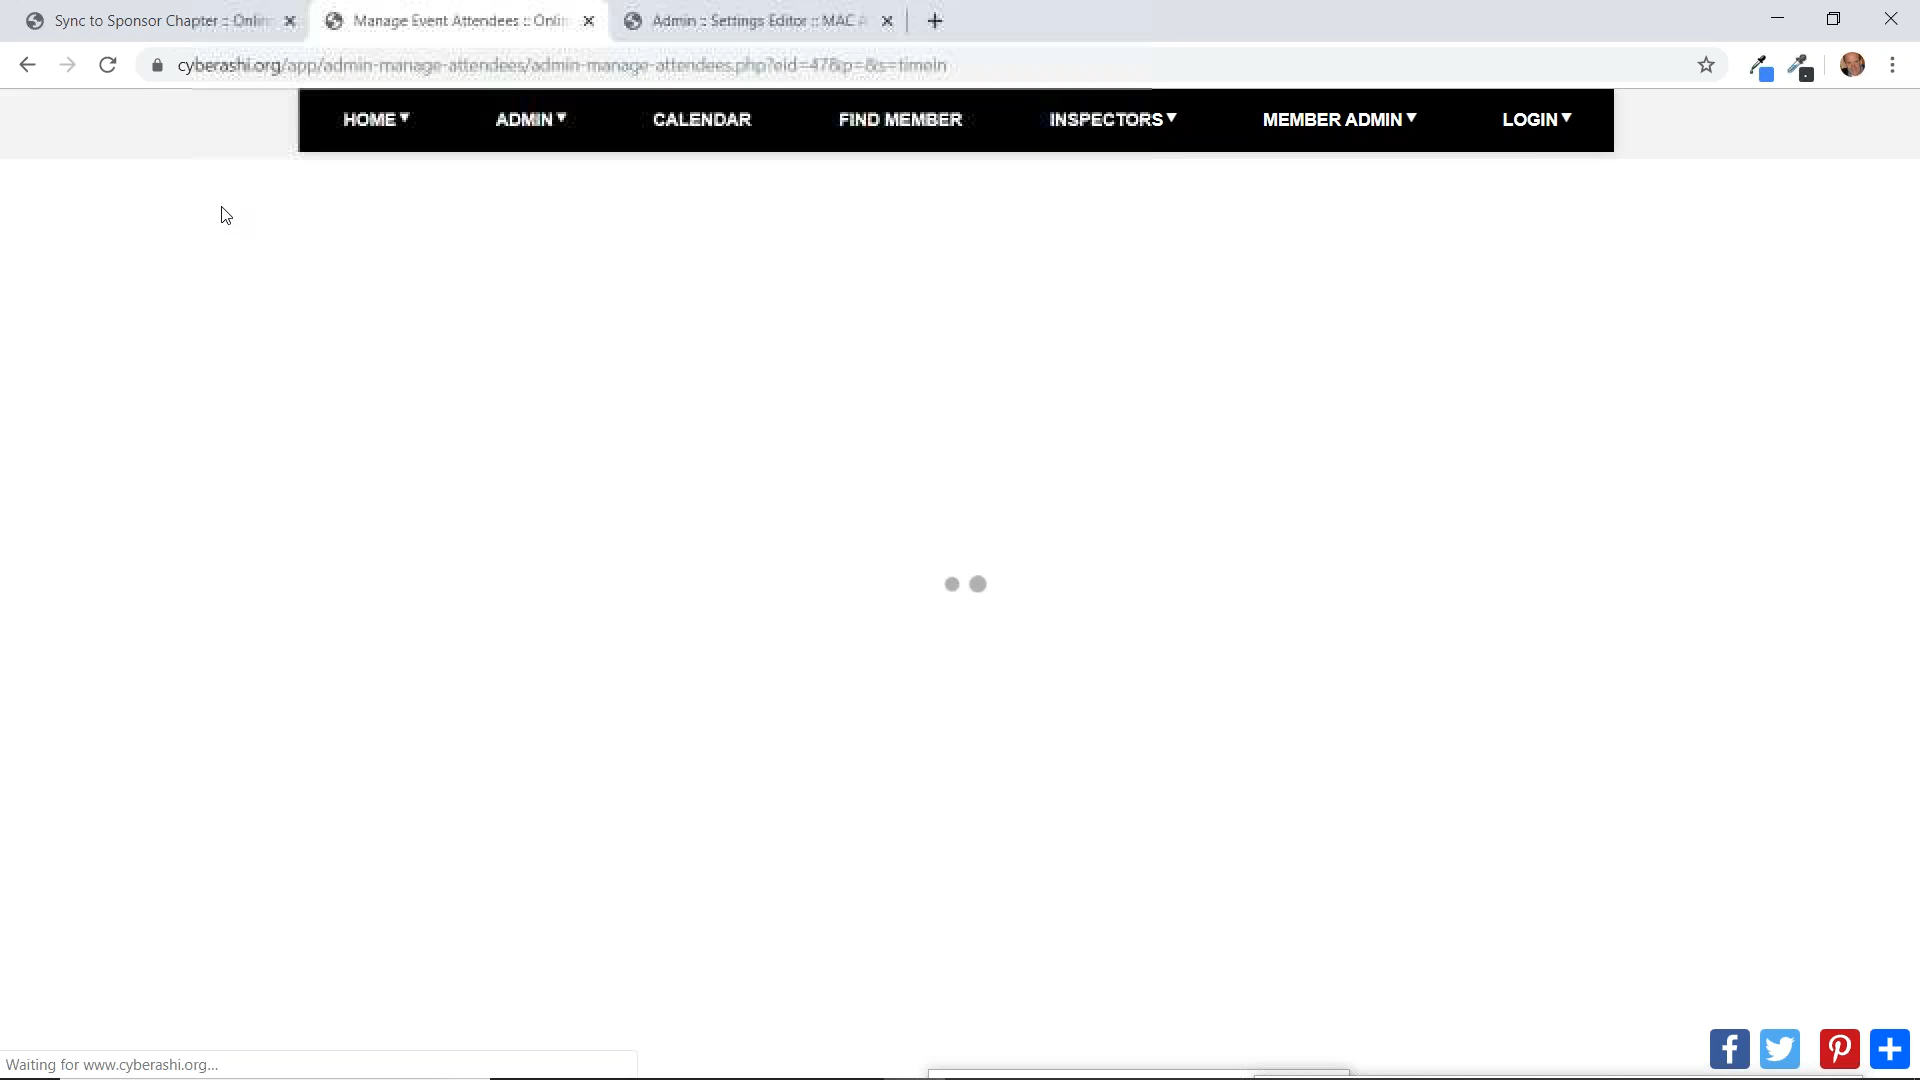 Sync to Sponsor Chapter :: Onlin
Manage Event Attendees :: Onlin
Admin :: Settings Editor :: MAC A
cyberashi.org/app/admin-manage-attendees/admin-manage-attendees.php?eid=47&p=&s=timein
HOME▼ ADMIN▼ CALENDAR FIND MEMBER INSPECTORS▼ MEMBER ADMIN▼ LOGIN▼
Waiting for www.cyberashi.org...